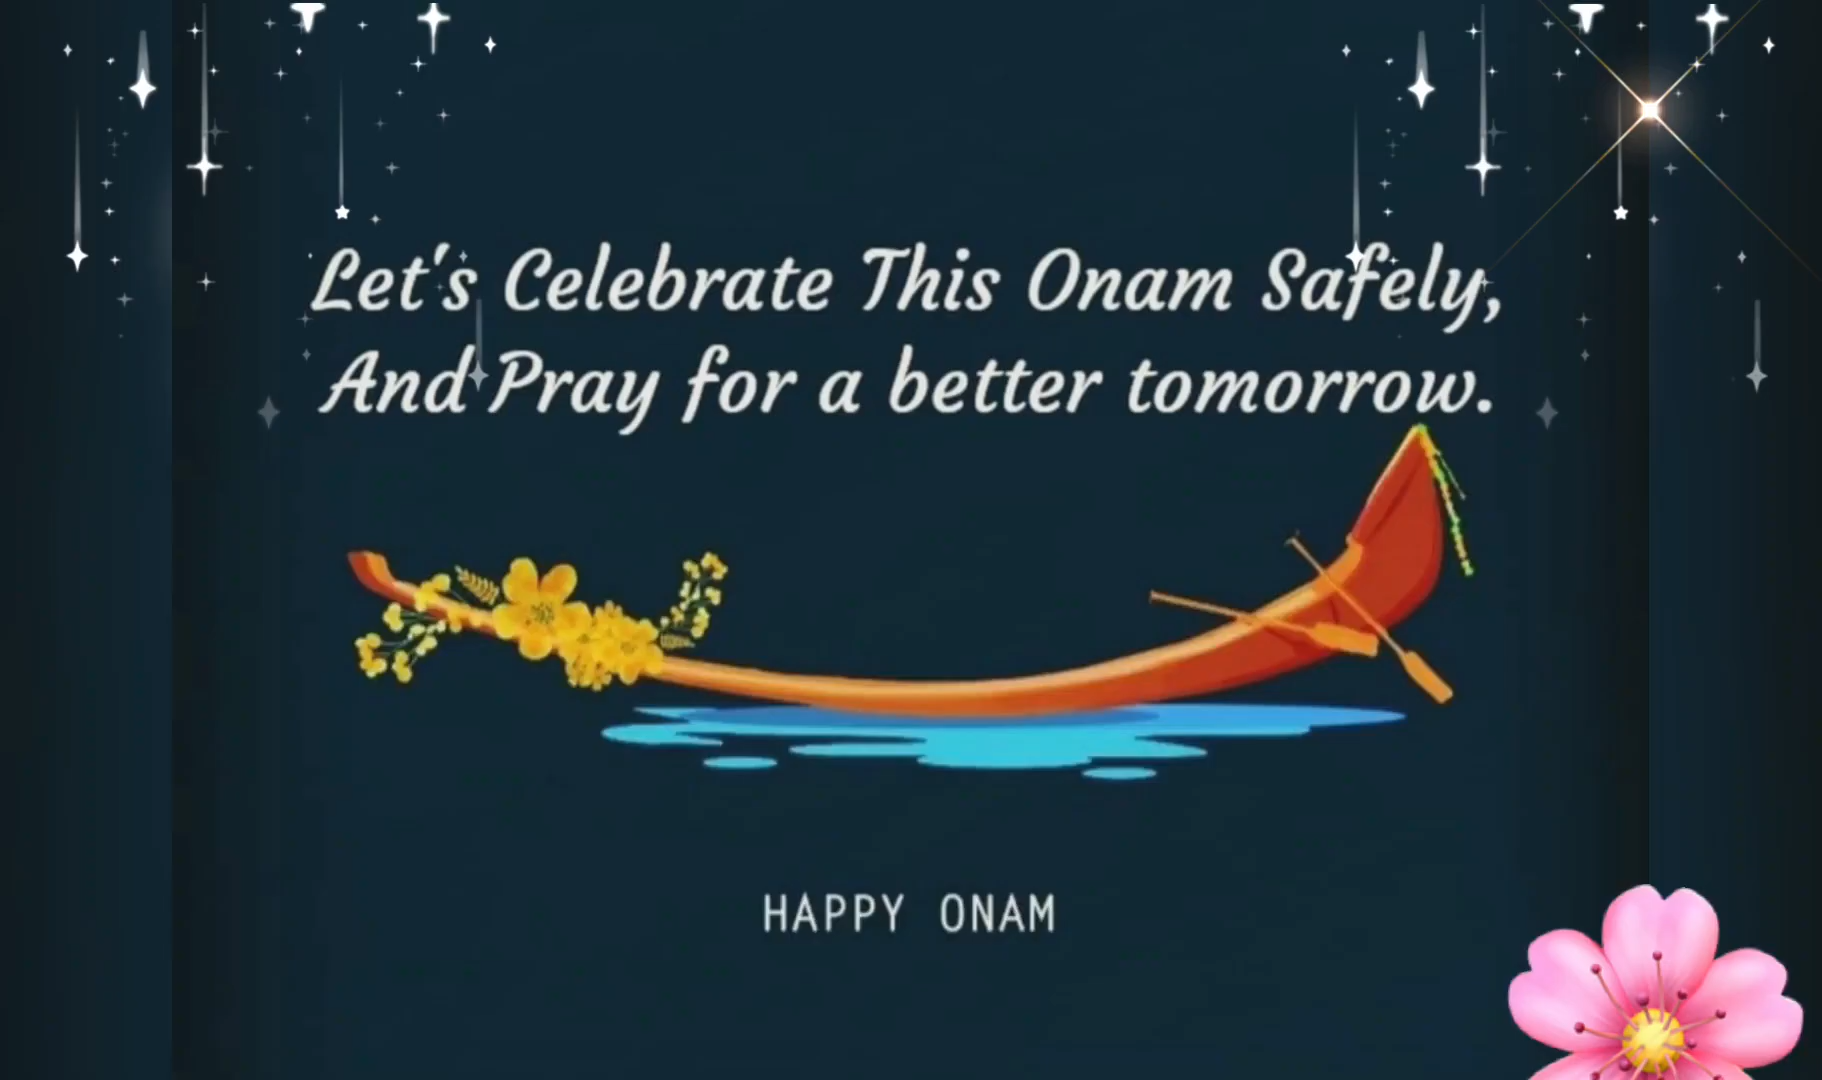 Let's Celebrate This Onam Safely,
And Pray for a better tomorrow.
HAPPY ONAM